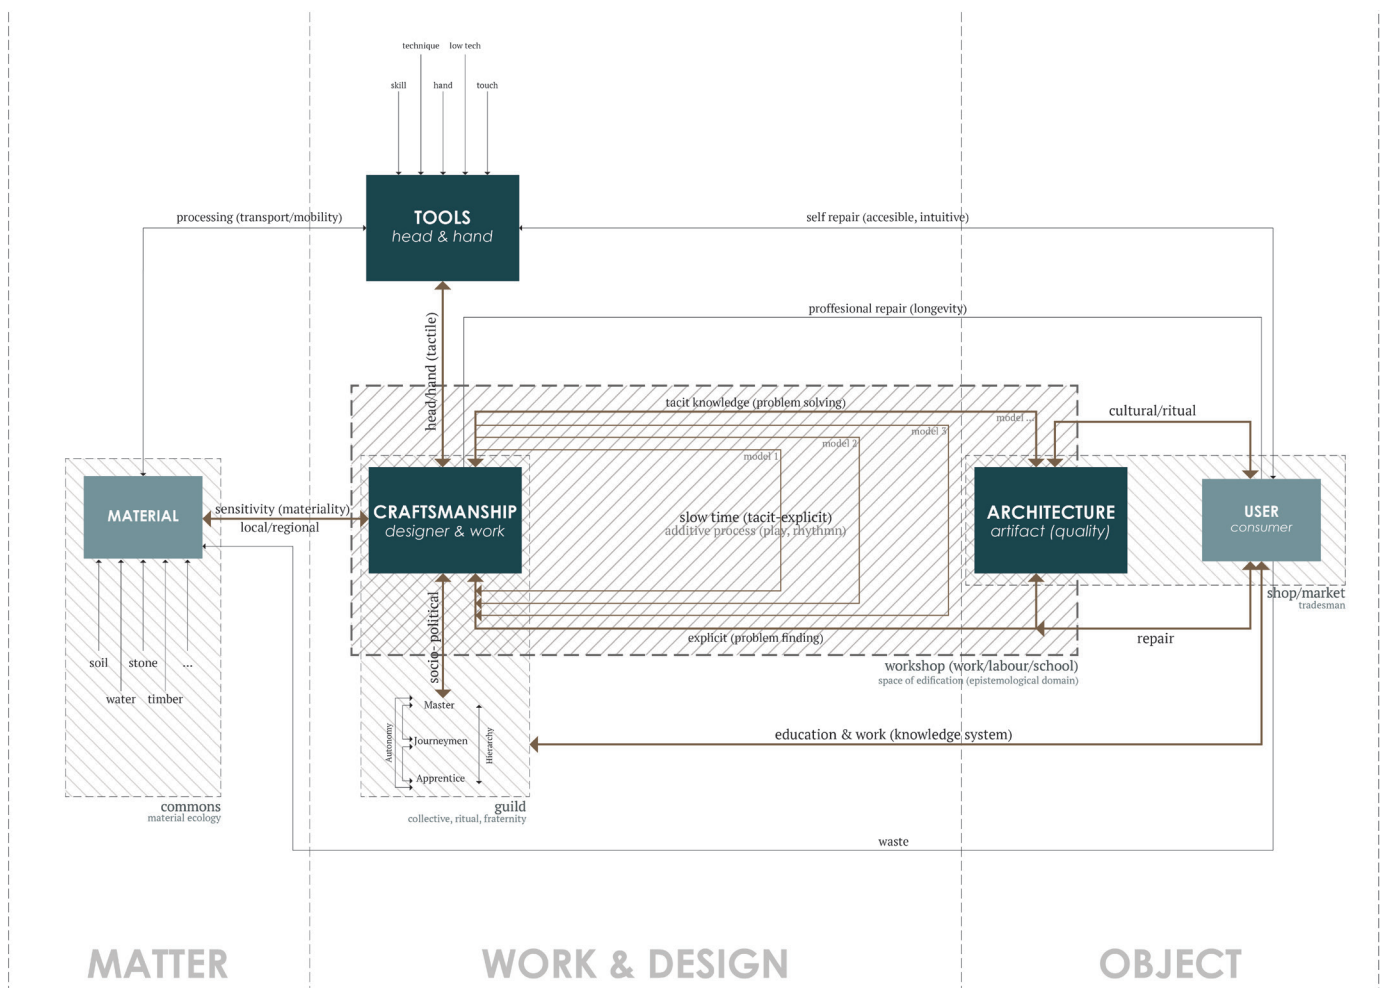 technique
low tech
skill
hand
touch
TOOLS
head & hand
processing (transport/mobility)
self repair (accesible, intuitive)
proffesional repair (longevity)
head/hand (tactile)
tacit knowledge (problem solving)
model ...
model 3
model 2
model 1
cultural/ritual
MATERIAL
sensitivity (materiality)
local/regional
CRAFTSMANSHIP
designer & work
slow time (tacit-explicit)
additive process (play, rhythmn)
ARCHITECTURE
artifact (quality)
USER
consumer
shop/market
tradesman
socio- political
explicit (problem finding)
repair
workshop (work/labour/school)
space of edification (epistemological domain)
soil
stone
...
water
timber
Master
Journeymen
Apprentice
Autonomy
Hierarchy
education & work (knowledge system)
commons
material ecology
guild
collective, ritual, fraternity
waste
MATTER
WORK & DESIGN
OBJECT